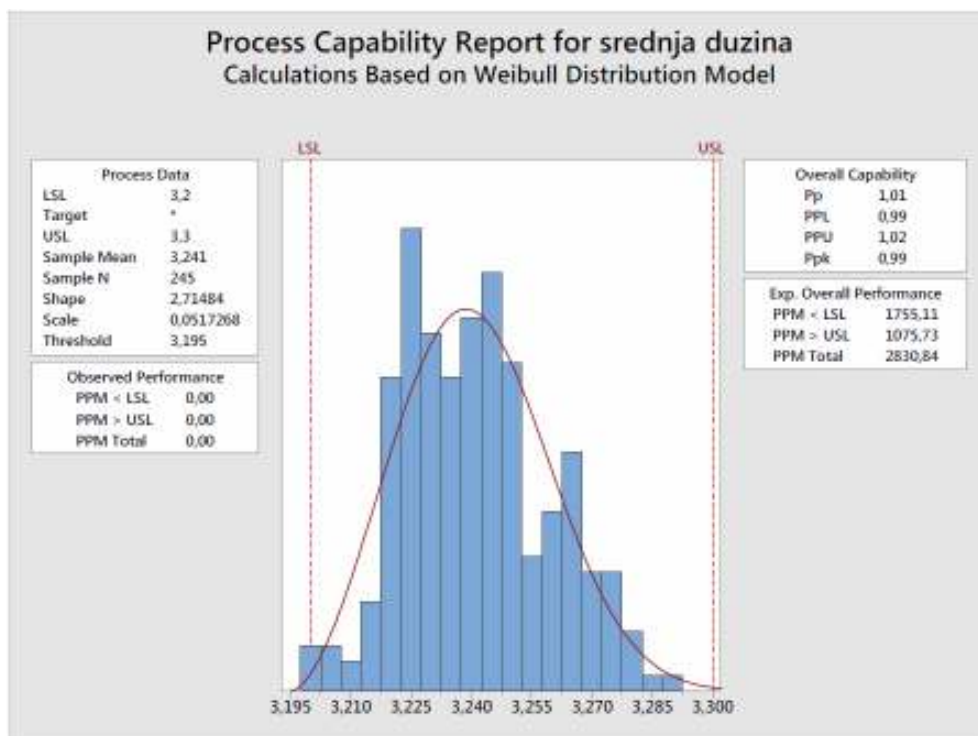 Process Capability Report for srednja duzina
Calculations Based on Weibull Distribution Model
LSL
USL
Process Data
LSL 3,2
Target *
USL 3,3
Sample Mean 3,241
Sample N 245
Shape 2,71484
Scale 0,0517268
Threshold 3,195
Observed Performance
PPM < LSL 0,00
PPM > USL 0,00
PPM Total 0,00
Overall Capability
Pp 1,01
PPL 0,99
PPU 1,02
Ppk 0,99
Exp. Overall Performance
PPM < LSL 1755,11
PPM > USL 1075,73
PPM Total 2830,84
3,195 3,210 3,225 3,240 3,255 3,270 3,285 3,300